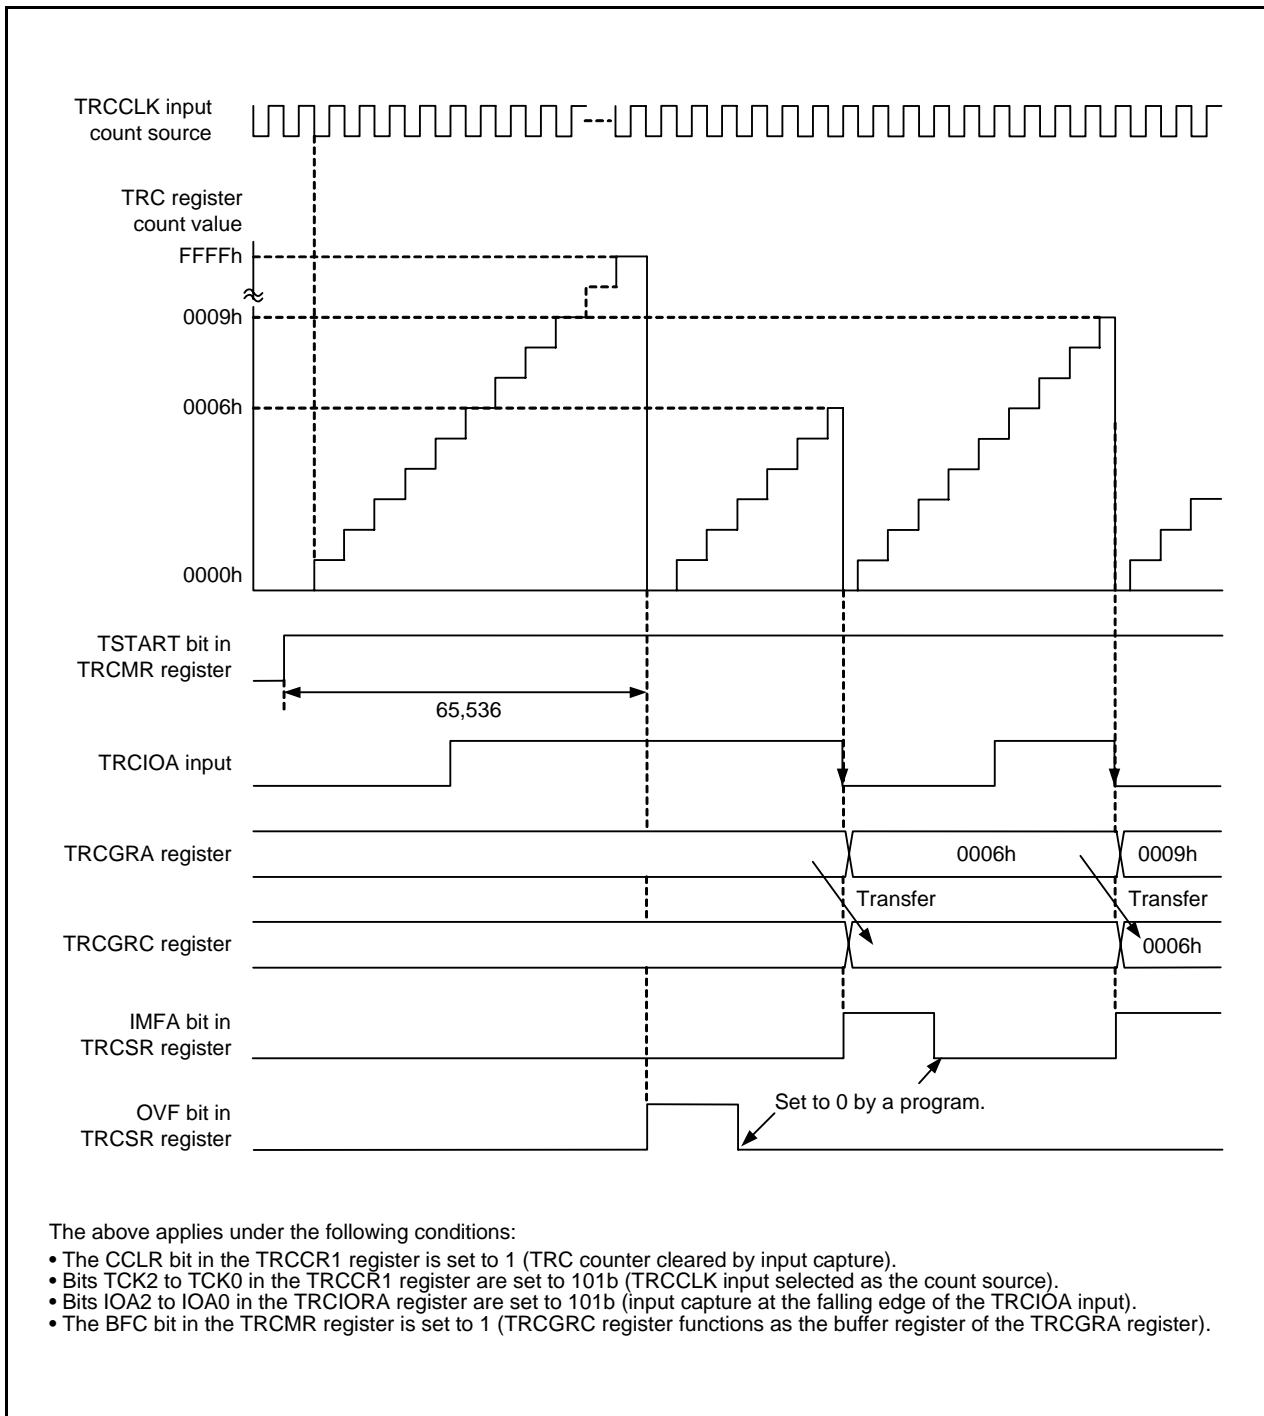 TRCCLK input
count source
TRC register
count value
FFFFh
0009h
0006h
0000h
TSTART bit in
TRCMR register
65,536
TRCIOA input
TRCGRA register
0006h
0009h
Transfer
Transfer
TRCGRC register
0006h
IMFA bit in
TRCSR register
Set to 0 by a program.
OVF bit in
TRCSR register
The above applies under the following conditions:
• The CCLR bit in the TRCCR1 register is set to 1 (TRC counter cleared by input capture).
• Bits TCK2 to TCK0 in the TRCCR1 register are set to 101b (TRCCLK input selected as the count source).
• Bits IOA2 to IOA0 in the TRCIORA register are set to 101b (input capture at the falling edge of the TRCIOA input).
• The BFC bit in the TRCMR register is set to 1 (TRCGRC register functions as the buffer register of the TRCGRA register).